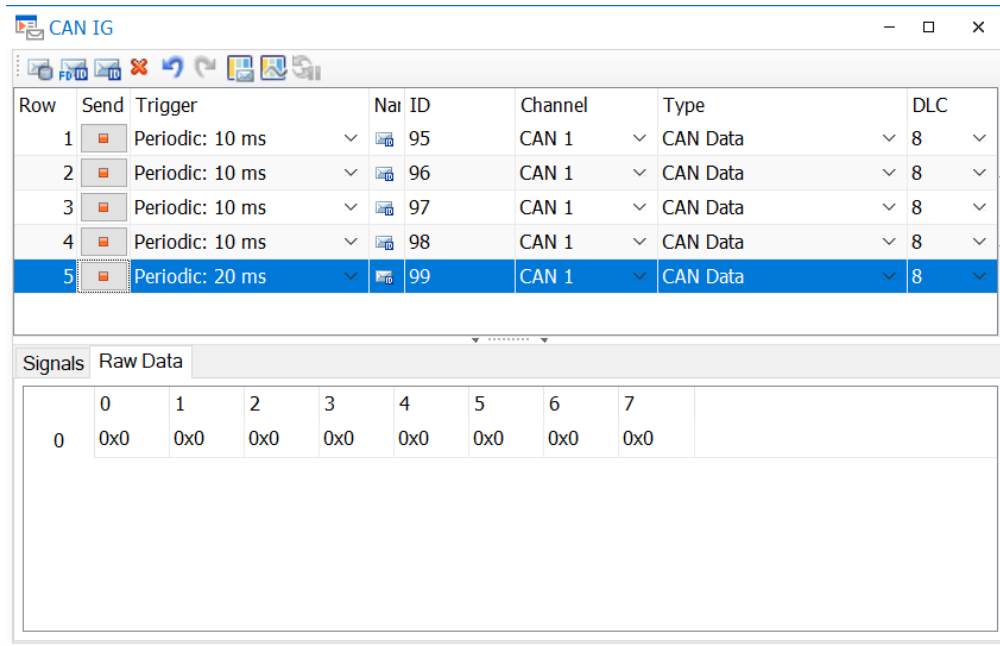 CAN IG
Row Send Trigger Nar ID Channel Type DLC
1 Periodic: 10 ms 95 CAN 1 CAN Data 8
2 Periodic: 10 ms 96 CAN 1 CAN Data 8
3 Periodic: 10 ms 97 CAN 1 CAN Data 8
4 Periodic: 10 ms 98 CAN 1 CAN Data 8
5 Periodic: 20 ms 99 CAN 1 CAN Data 8
Signals Raw Data
0 1 2 3 4 5 6 7
0 0x0 0x0 0x0 0x0 0x0 0x0 0x0 0x0